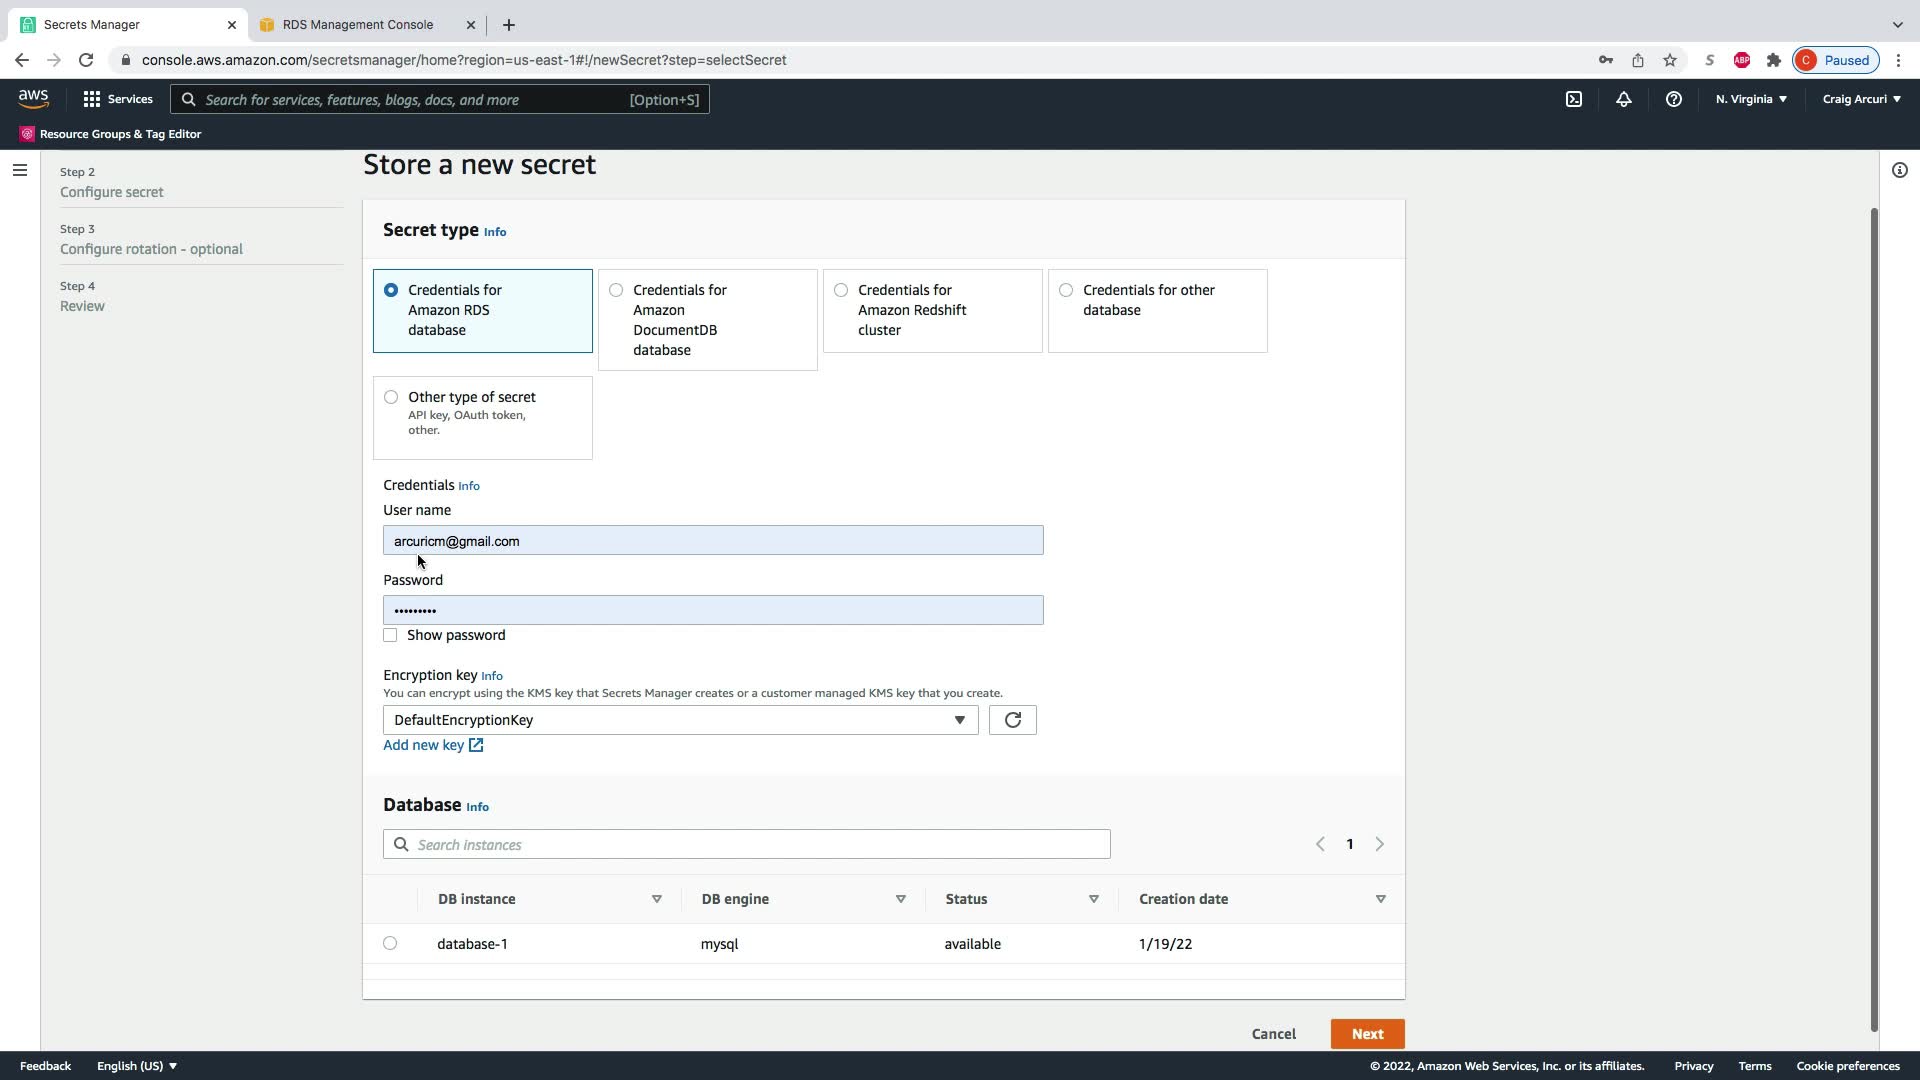 Secrets Manager
RDS Management Console
console.aws.amazon.com/secretsmanager/home?region=us-east-1#!/newSecret?step=selectSecret
S
ABP
C Paused
aws
Services
Search for services, features, blogs, docs, and more [Option+S]
N. Virginia
Craig Arcuri
Resource Groups & Tag Editor
Step 2
Configure secret
Step 3
Configure rotation - optional
Step 4
Review
Store a new secret
Secret type Info
Credentials for
Amazon RDS
database
Credentials for
Amazon
DocumentDB
database
Credentials for
Amazon Redshift
cluster
Credentials for other
database
Other type of secret
API key, OAuth token,
other.
Credentials Info
User name
arcuricm@gmail.com
Password
•••••••••
Show password
Encryption key Info
You can encrypt using the KMS key that Secrets Manager creates or a customer managed KMS key that you create.
DefaultEncryptionKey
Add new key
Database Info
Search instances
1
DB instance DB engine Status Creation date
database-1 mysql available 1/19/22
Cancel
Next
Feedback
English (US)
© 2022, Amazon Web Services, Inc. or its affiliates.
Privacy
Terms
Cookie preferences